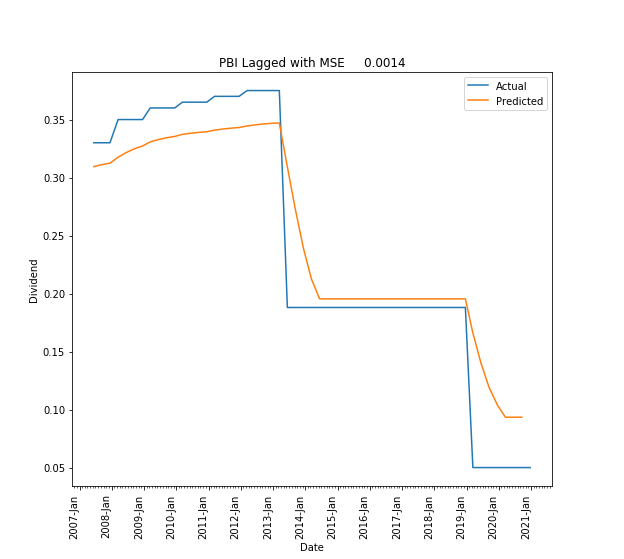 PBI Lagged with MSE 0.0014
Actual
Predicted
0.35
0.30
0.25
0.20
0.15
0.10
0.05
Dividend
2007-Jan
2008-Jan
2009-Jan
2010-Jan
2011-Jan
2012-Jan
2013-Jan
2014-Jan
2015-Jan
2016-Jan
2017-Jan
2018-Jan
2019-Jan
2020-Jan
2021-Jan
Date